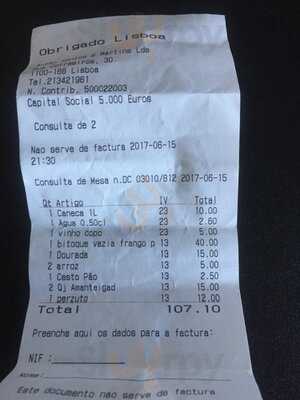 Obrigado Lisboa
Martins Lda
30
1100-166 Lisboa
Tel.213421961
N. Contrib. 500022003
Capital Social 5.000 Euros
Consulta de 2
Nao serve de factura 2017-06-15
21:30
Consulta de Mesa n.DC 03010/812 2017-06-15
Qt Artigo IV Total
1 Caneca 1L 23 10.00
1 Agua 0.50cl 23 2.60
1 vinho copo 23 5.00
1 bitoque vazia frango p 13 40.00
1 Dourada 13 15.00
2 arroz 13 5.00
1 Cesto Pão 13 2.50
2 Qj Amanteigad 13 15.00
1 perzuto 13 12.00
Total 107.10
Preencha aqui os dados para a factura:
NIF :
Nome:
Este documento nao serve de factura